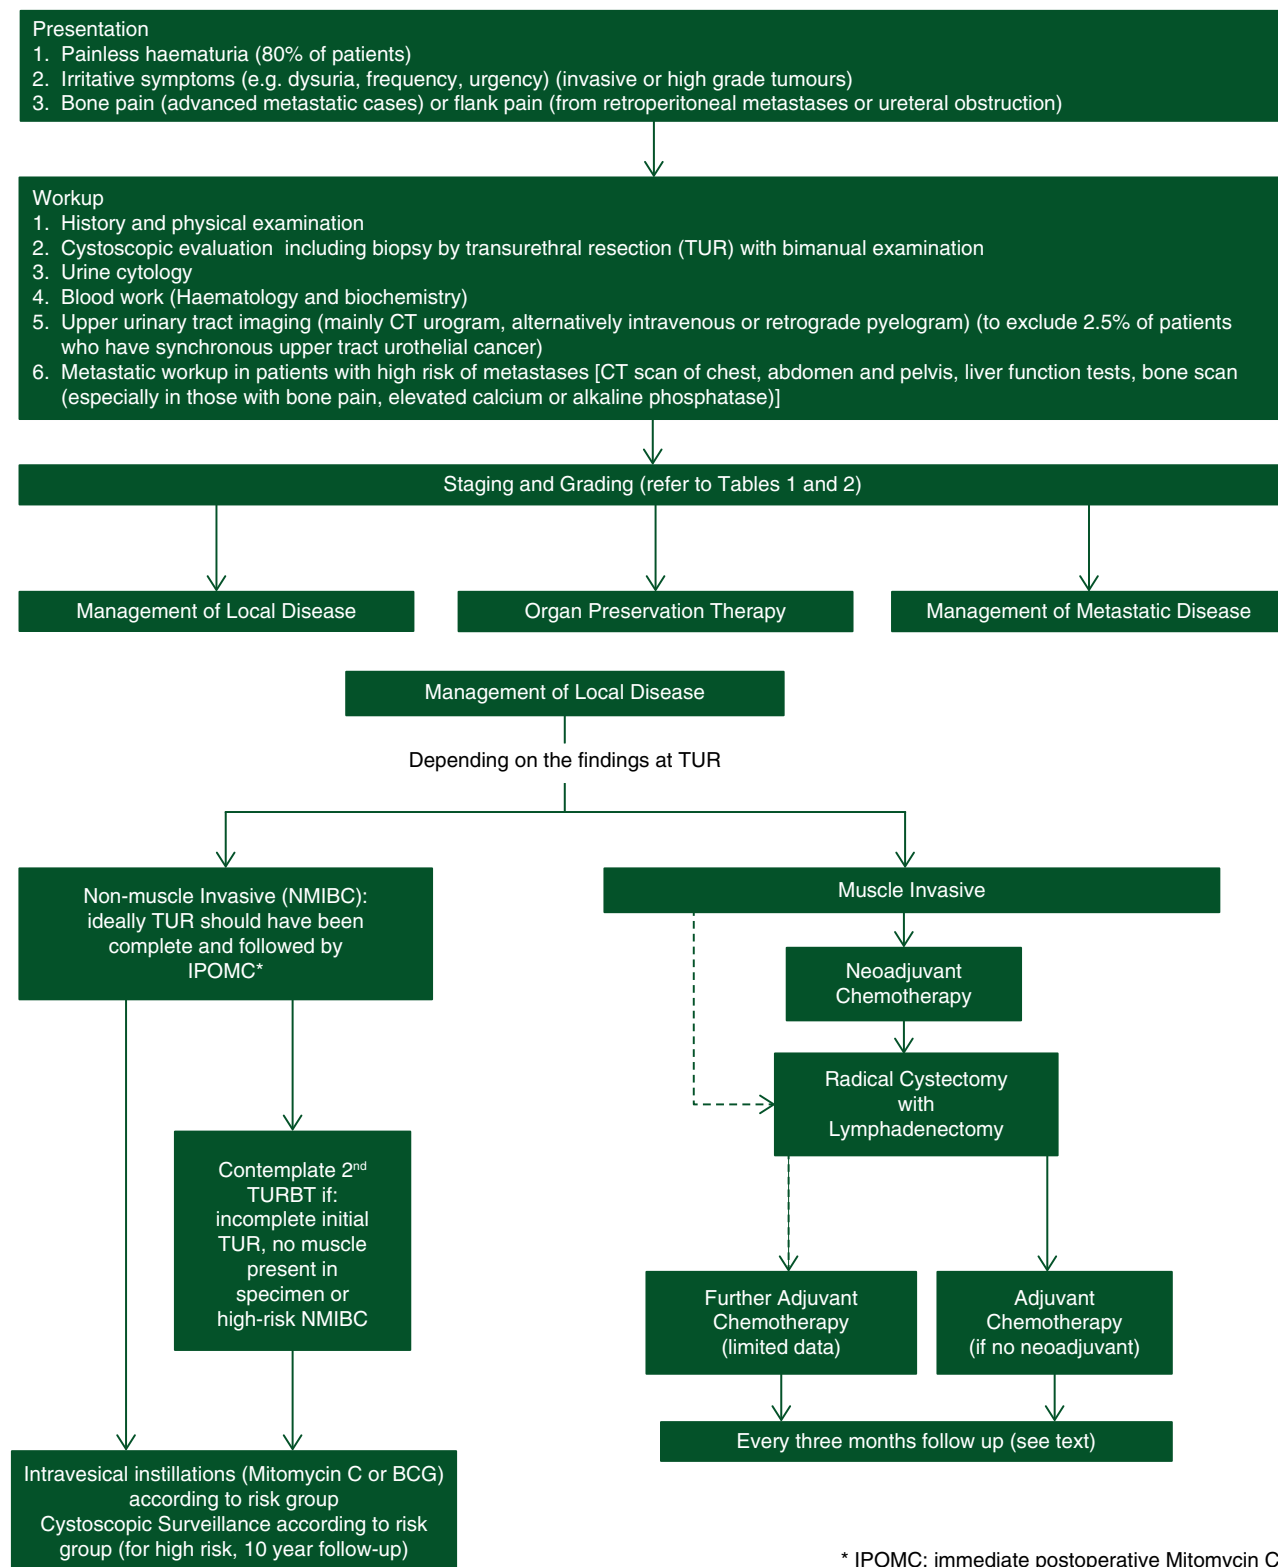 Presentation
1. Painless haematuria (80% of patients)
2. Irritative symptoms (e.g. dysuria, frequency, urgency) (invasive or high grade tumours)
3. Bone pain (advanced metastatic cases) or flank pain (from retroperitoneal metastases or ureteral obstruction)
Workup
1. History and physical examination
2. Cystoscopic evaluation including biopsy by transurethral resection (TUR) with bimanual examination
3. Urine cytology
4. Blood work (Haematology and biochemistry)
5. Upper urinary tract imaging (mainly CT urogram, alternatively intravenous or retrograde pyelogram) (to exclude 2.5% of patients
who have synchronous upper tract urothelial cancer)
6. Metastatic workup in patients with high risk of metastases [CT scan of chest, abdomen and pelvis, liver function tests, bone scan
(especially in those with bone pain, elevated calcium or alkaline phosphatase)]
Staging and Grading (refer to Tables 1 and 2)
Management of Local Disease
Organ Preservation Therapy
Management of Metastatic Disease
Management of Local Disease
Depending on the findings at TUR
Non-muscle Invasive (NMIBC):
ideally TUR should have been
complete and followed by
IPOMC*
Muscle Invasive
Neoadjuvant
Chemotherapy
Radical Cystectomy
with
Lymphadenectomy
Contemplate 2nd
TURBT if:
incomplete initial
TUR, no muscle
present in
specimen or
high-risk NMIBC
Further Adjuvant
Chemotherapy
(limited data)
Adjuvant
Chemotherapy
(if no neoadjuvant)
Every three months follow up (see text)
Intravesical instillations (Mitomycin C or BCG)
according to risk group
Cystoscopic Surveillance according to risk
group (for high risk, 10 year follow-up)
* IPOMC: immediate postoperative Mitomycin C